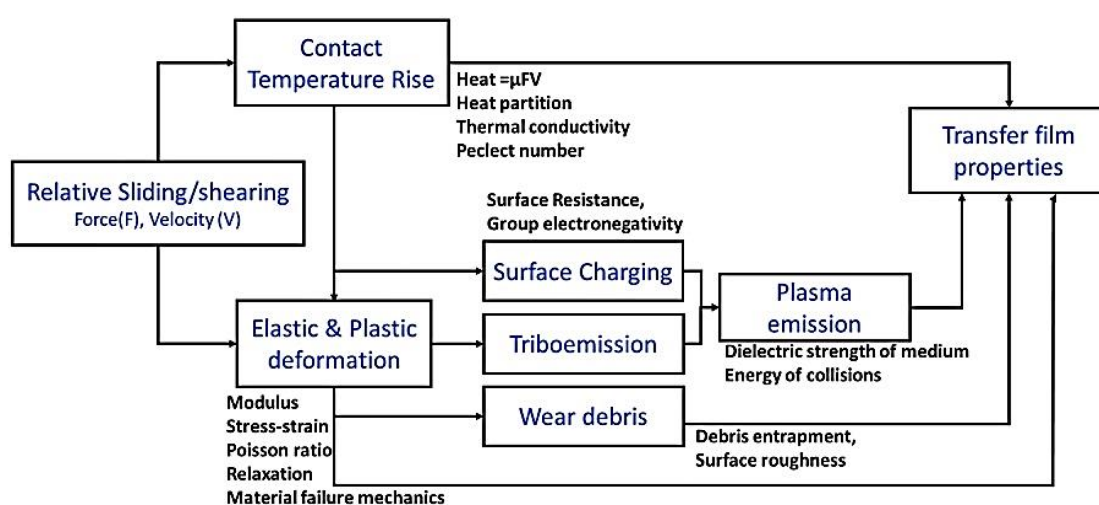 Contact
Temperature Rise
Heat =μFV
Heat partition
Thermal conductivity
Peclect number
Transfer film
properties
Relative Sliding/shearing
Force(F), Velocity (V)
Surface Resistance,
Group electronegativity
Surface Charging
Plasma
emission
Elastic & Plastic
deformation
Triboemission
Dielectric strength of medium
Energy of collisions
Modulus
Stress-strain
Poisson ratio
Relaxation
Material failure mechanics
Wear debris
Debris entrapment,
Surface roughness